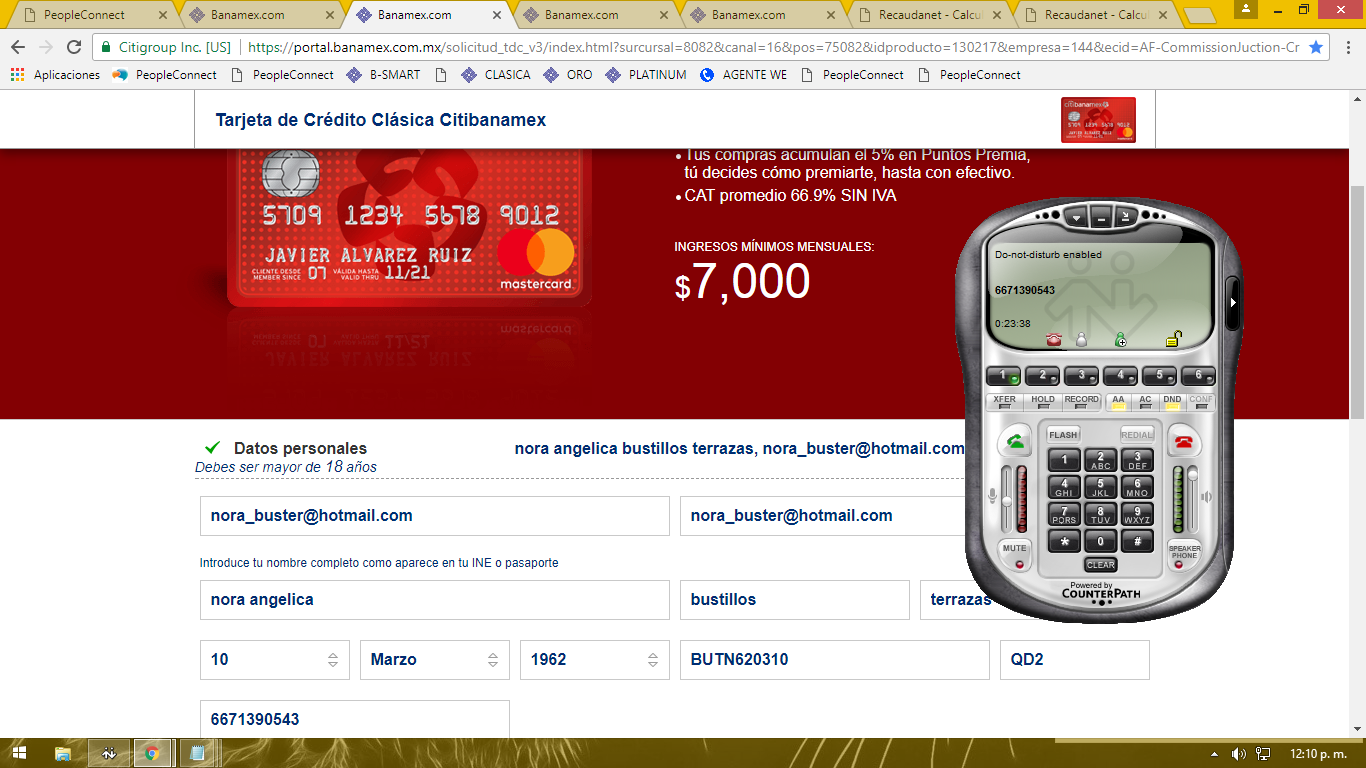 PeopleConnect
Banamex.com
Banamex.com
Banamex.com
Banamex.com
Recaudanet - Calcul
Recaudanet - Calcul
Citigroup Inc. [US]
https://portal.banamex.com.mx/solicitud_tdc_v3/index.html?surcursal=8082&canal=16&pos=75082&idproducto=130217&empresa=144&ecid=AF-CommissionJuction-Cr
Aplicaciones
PeopleConnect
PeopleConnect
B-SMART
CLASICA
ORO
PLATINUM
AGENTE WE
PeopleConnect
PeopleConnect
Tarjeta de Crédito Clásica Citibanamex
Tus compras acumulan el 5% en Puntos Premia,
tú decides cómo premiarte, hasta con efectivo.
CAT promedio 66.9% SIN IVA
INGRESOS MÍNIMOS MENSUALES:
$7,000
5709 1234 5678 9012
JAVIER ALVAREZ RUIZ
CLIENTE DESDE
MEMBER SINCE
07
VÁLIDA HASTA
VALID THRU
11/21
mastercard
Do-not-disturb enabled
6671390543
0:23:38
1 2 3 4 5 6
XFER HOLD RECORD AA AC DND CONF
FLASH REDIAL
1
2 ABC
3 DEF
4 GHI
5 JKL
6 MNO
7 PQRS
8 TUV
9 WXYZ
* 0 #
MUTE
SPEAKER PHONE
CLEAR
Powered by
COUNTERPATH
Datos personales
nora angelica bustillos terrazas, nora_buster@hotmail.com
Debes ser mayor de 18 años
nora_buster@hotmail.com
nora_buster@hotmail.com
Introduce tu nombre completo como aparece en tu INE o pasaporte
nora angelica
bustillos
terrazas
10
Marzo
1962
BUTN620310
QD2
6671390543
12:10 p. m.